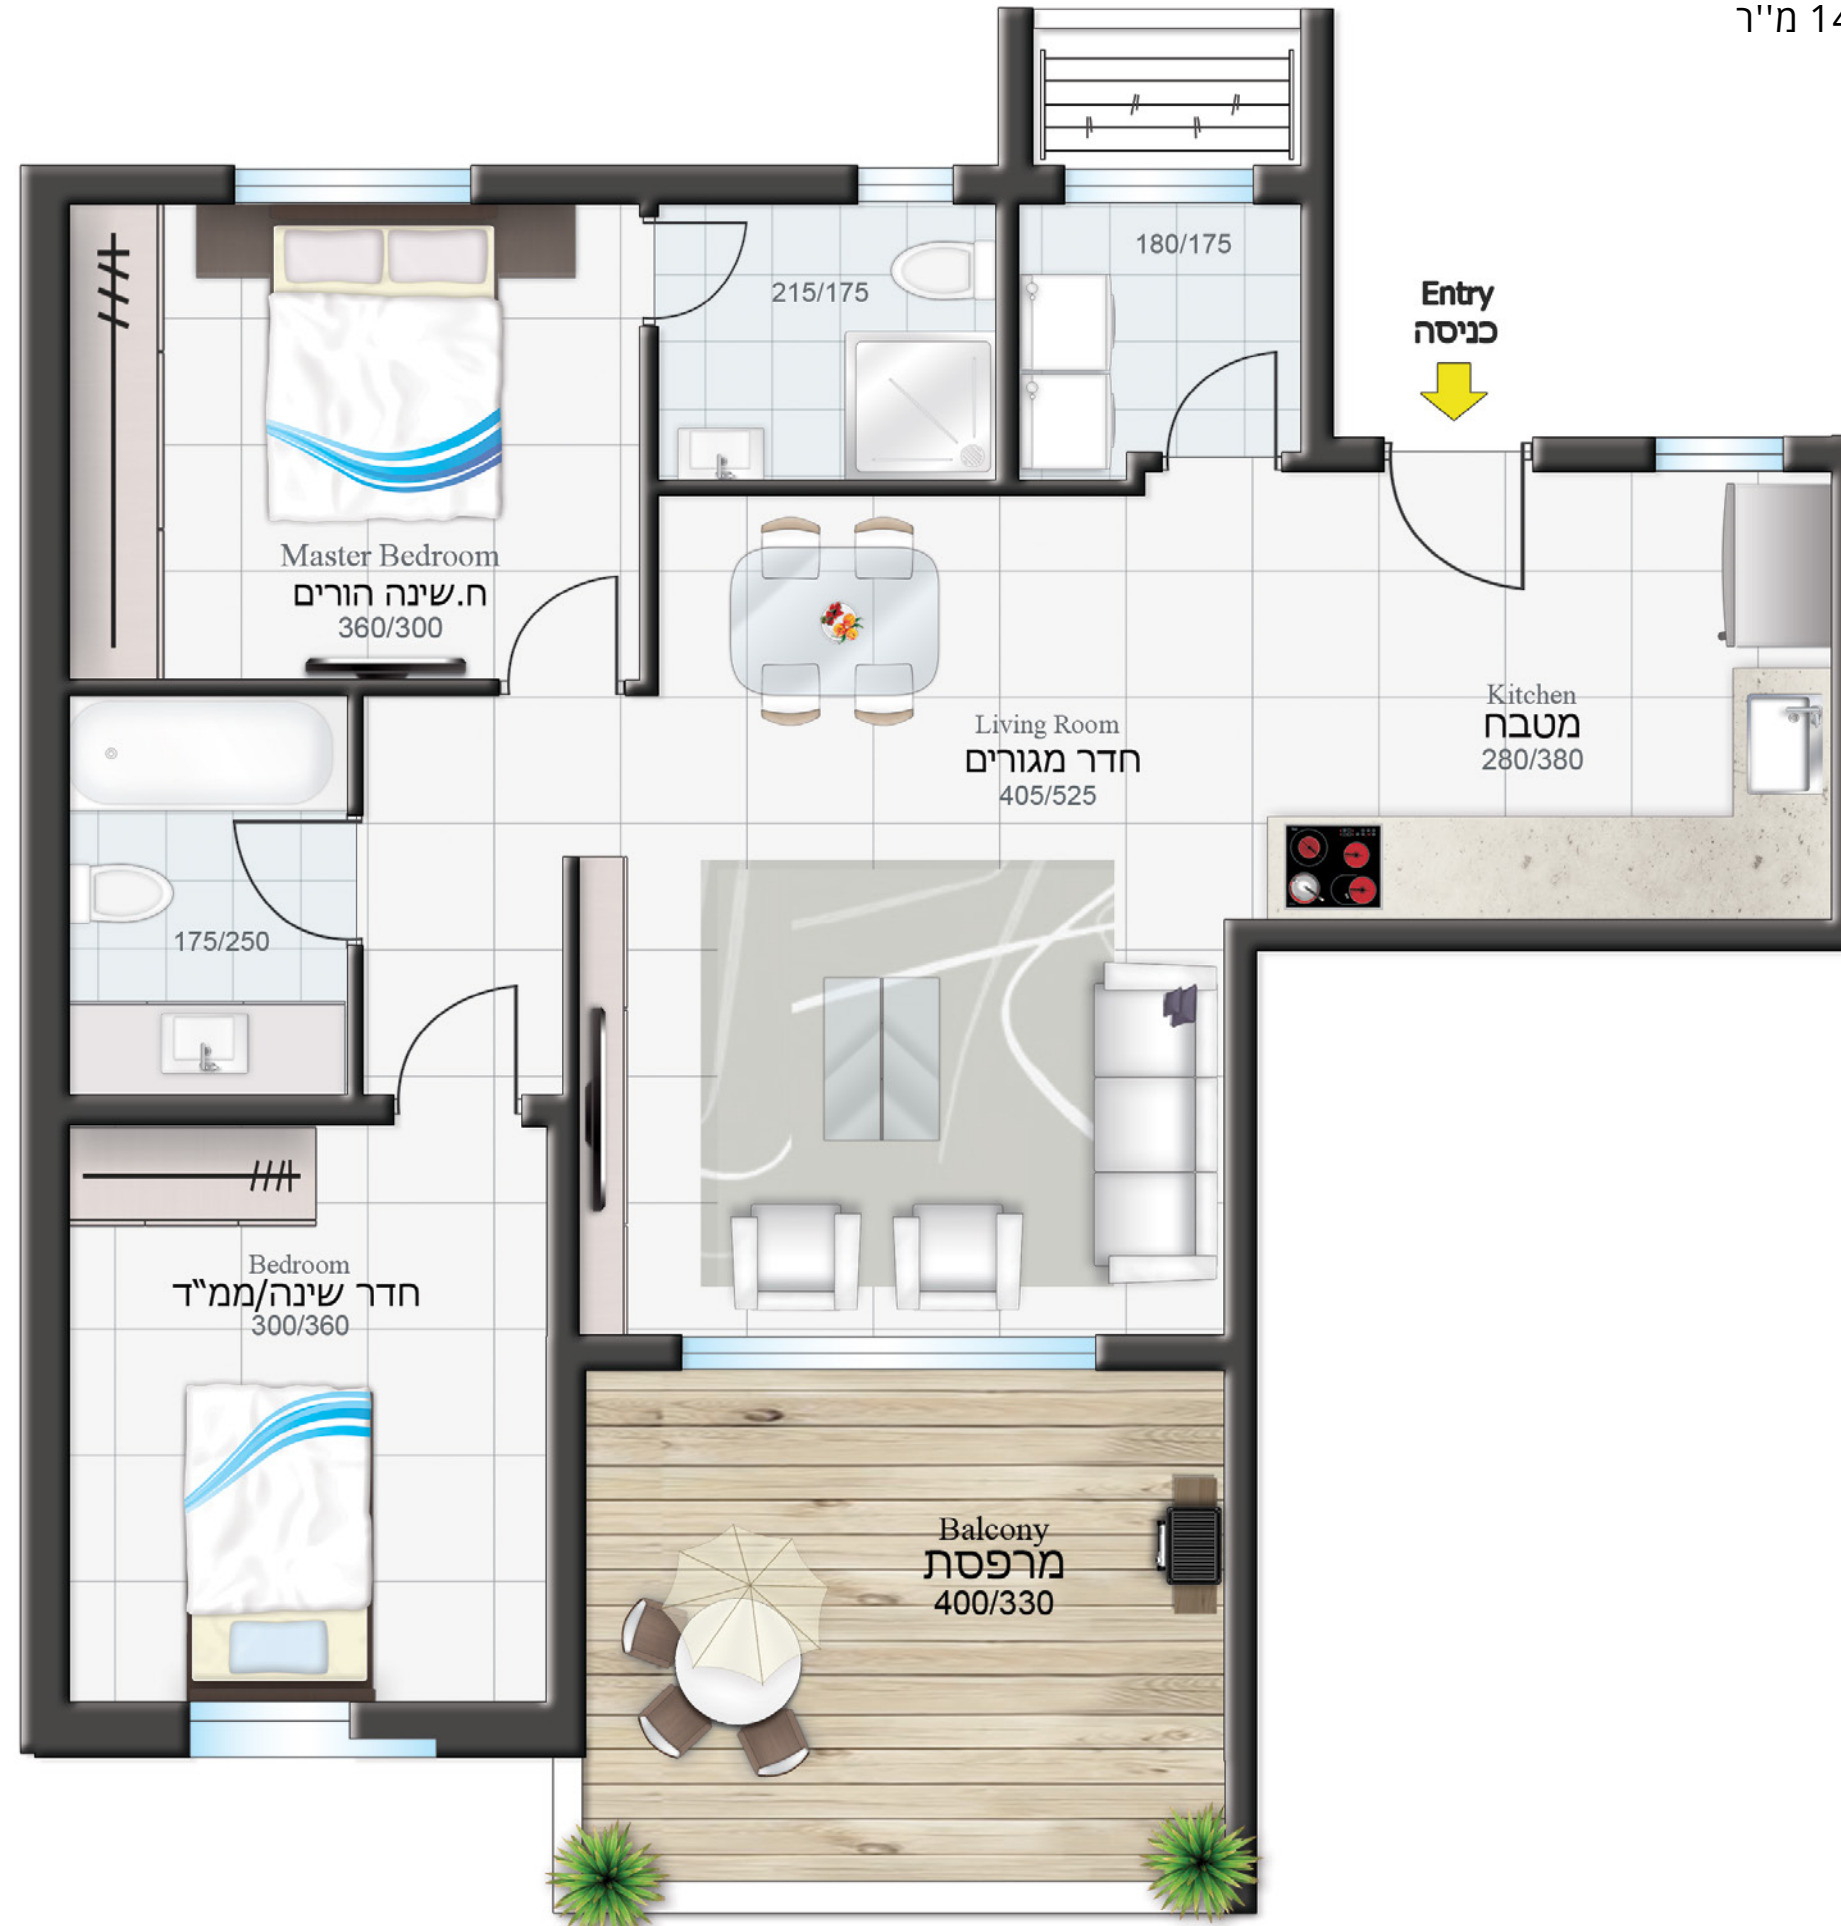 14 מ''ר
180/175
215/175
Entry
כניסה
Master Bedroom
ח.שינה הורים
360/300
Kitchen
מטבח
280/380
Living Room
חדר מגורים
405/525
175/250
Bedroom
חדר שינה/ממ“ד
300/360
Balcony
מרפסת
400/330